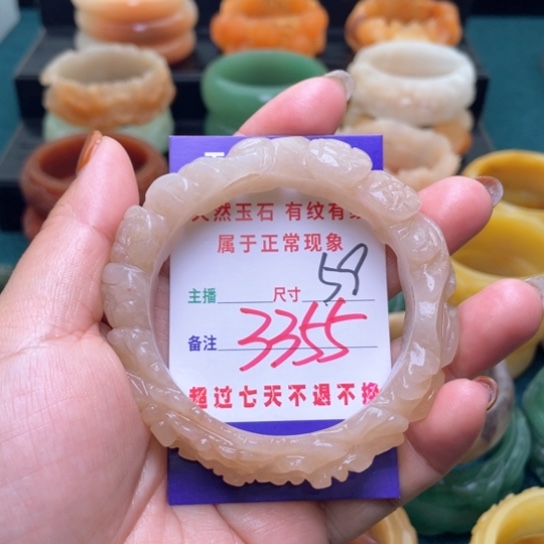 天然玉石 有纹有
属于正常现象
主播 尺寸 59
备注 3355
超过七天不退不换